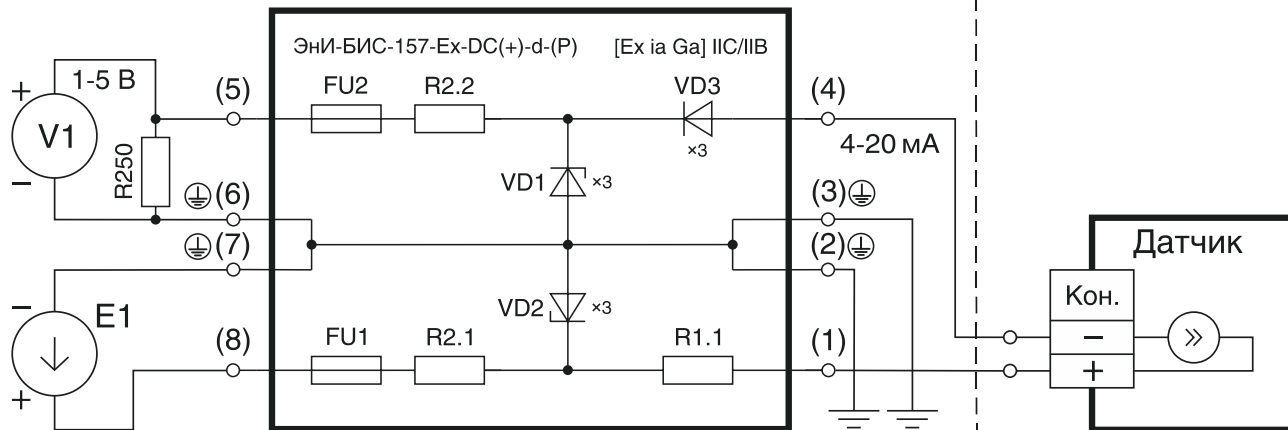 ЭнИ-БИС-157-Ex-DC(+)-d-(P) [Ex ia Ga] IIC/IIB
1-5 В
+
V1
−
R250
(5)
FU2
R2.2
VD3
×3
(4)
4-20 мА
VD1
×3
(6)
(3)
(7)
(2)
Датчик
−
E1
+
VD2
×3
Кон.
−
+
(8)
FU1
R2.1
R1.1
(1)